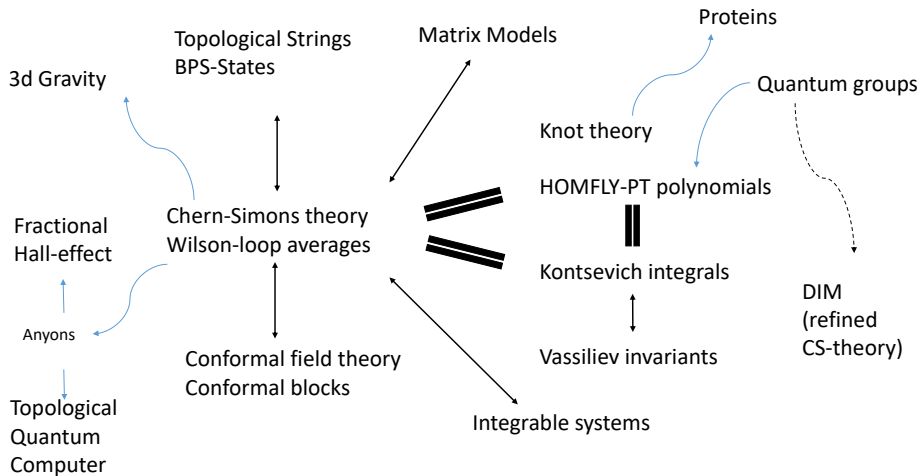 Proteins
Topological Strings
BPS-States
Matrix Models
3d Gravity
Quantum groups
Knot theory
HOMFLY-PT polynomials
Chern-Simons theory
Wilson-loop averages
Fractional
Hall-effect
Kontsevich integrals
DIM
(refined
CS-theory)
Anyons
Conformal field theory
Conformal blocks
Vassiliev invariants
Topological
Quantum
Computer
Integrable systems